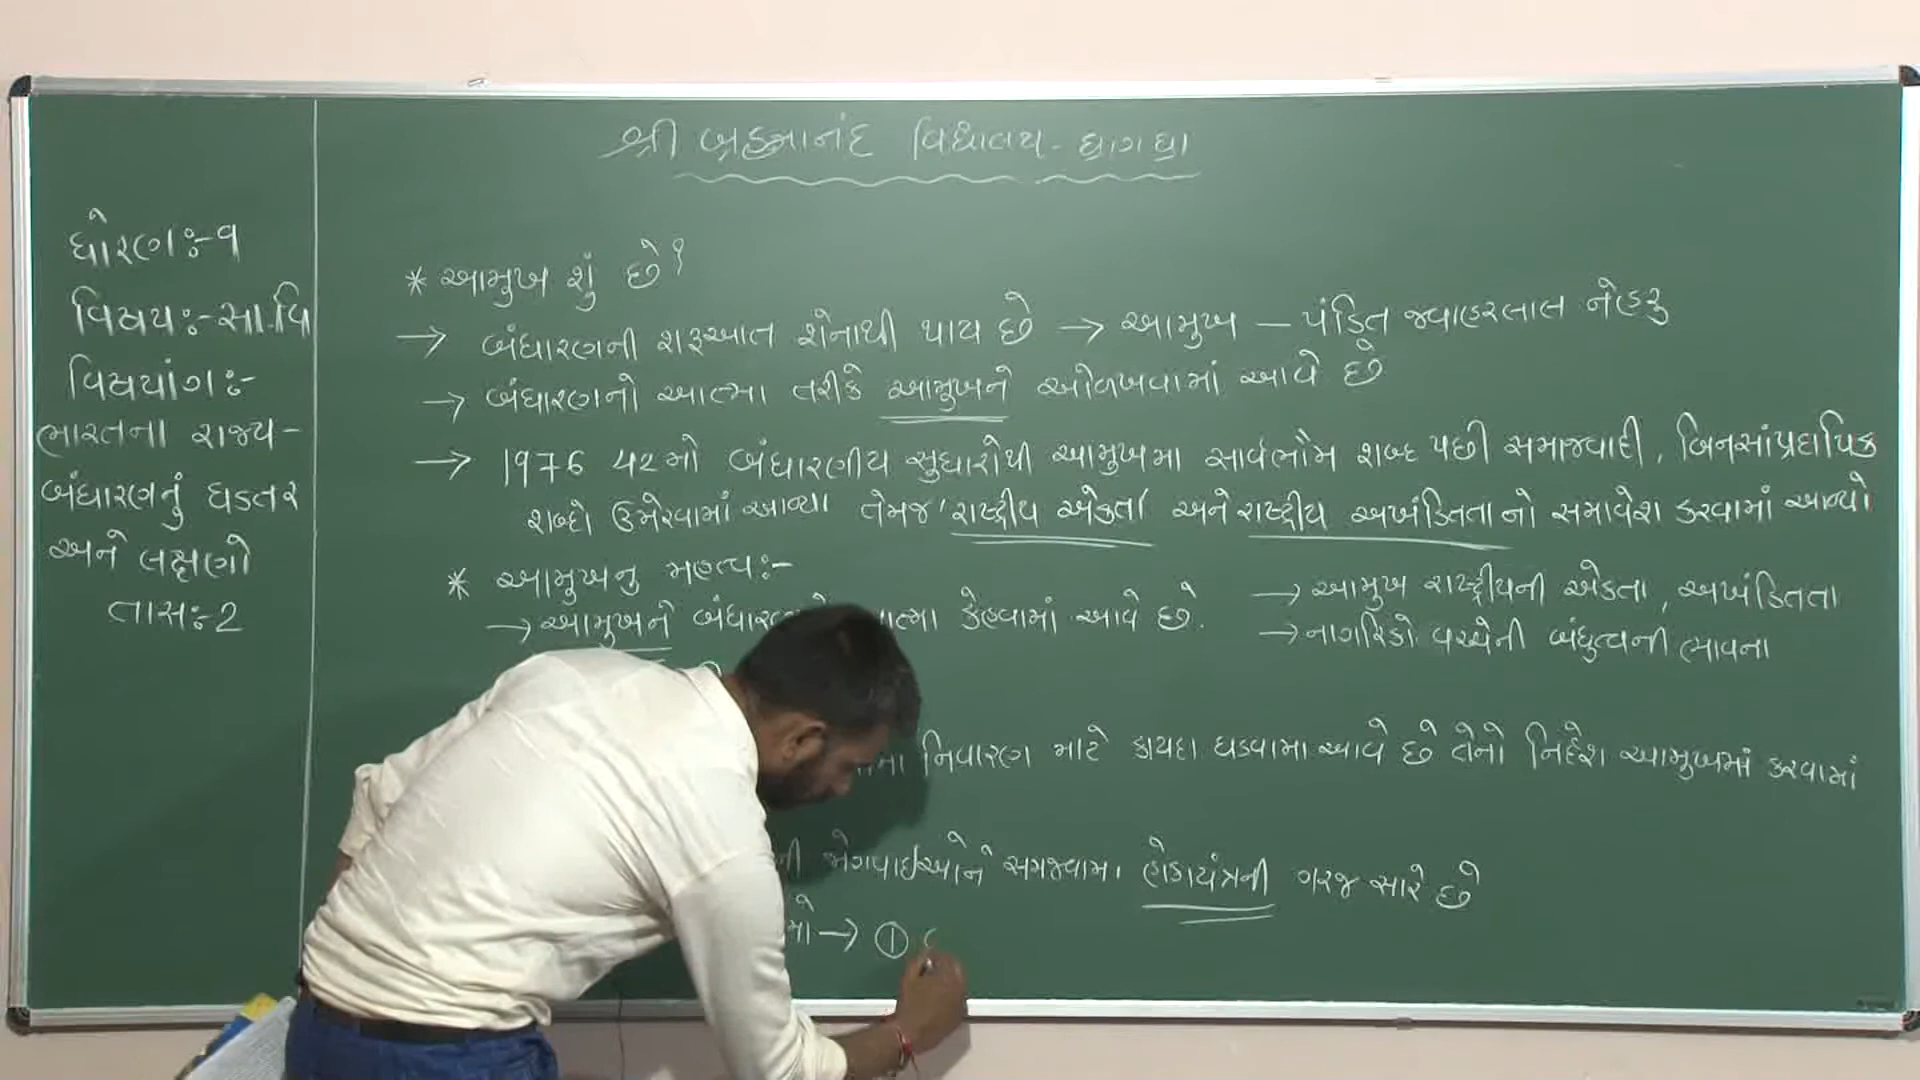 શ્રી બ્રહ્માનંદ વિદ્યાલય - ધ્રાગધ્રા
ધોરણઃ-૧
વિષયઃ-સા.વિ
વિષયાંગઃ-
ભારતના રાજ્ય-
બંધારણનું ઘડતર
અને લક્ષણો
તાસઃ-2
* આમુખ શું છે?
→ બંધારણની શરૂઆત શેનાથી થાય છે → આમુખ – પંડિત જવાહરલાલ નેહરુ
→ બંધારણનો આત્મા તરીકે આમુખને ઓળખવામાં આવે છે
→ 1976 42મો બંધારણીય સુધારોથી આમુખમા સાર્વભૌમ શબ્દ પછી સમાજવાદી, બિનસાંપ્રદાયિક
શબ્દો ઉમેરવામાં આવ્યા તેમજ 'રાષ્ટ્રીય એકતા' અને રાષ્ટ્રીય અખંડિતતાનો સમાવેશ કરવામાં આવ્યો
* આમુખનુ મહત્વઃ-
→ આમુખને કેહવામાં આવે છે.
→ આમુખ રાષ્ટ્રીયની એકતા, અખંડિતતા
→ નાગરિકો વચ્ચેની બંધુત્વની ભાવના
નિવારણ માટે કાયદા ઘડવામા આવે છે તેનો નિર્દેશ આમુખમાં કરવામાં
ની જોગવાઇઓને સમજવામા હોકાયંત્રની ગરજ સારે છે
મો → ①